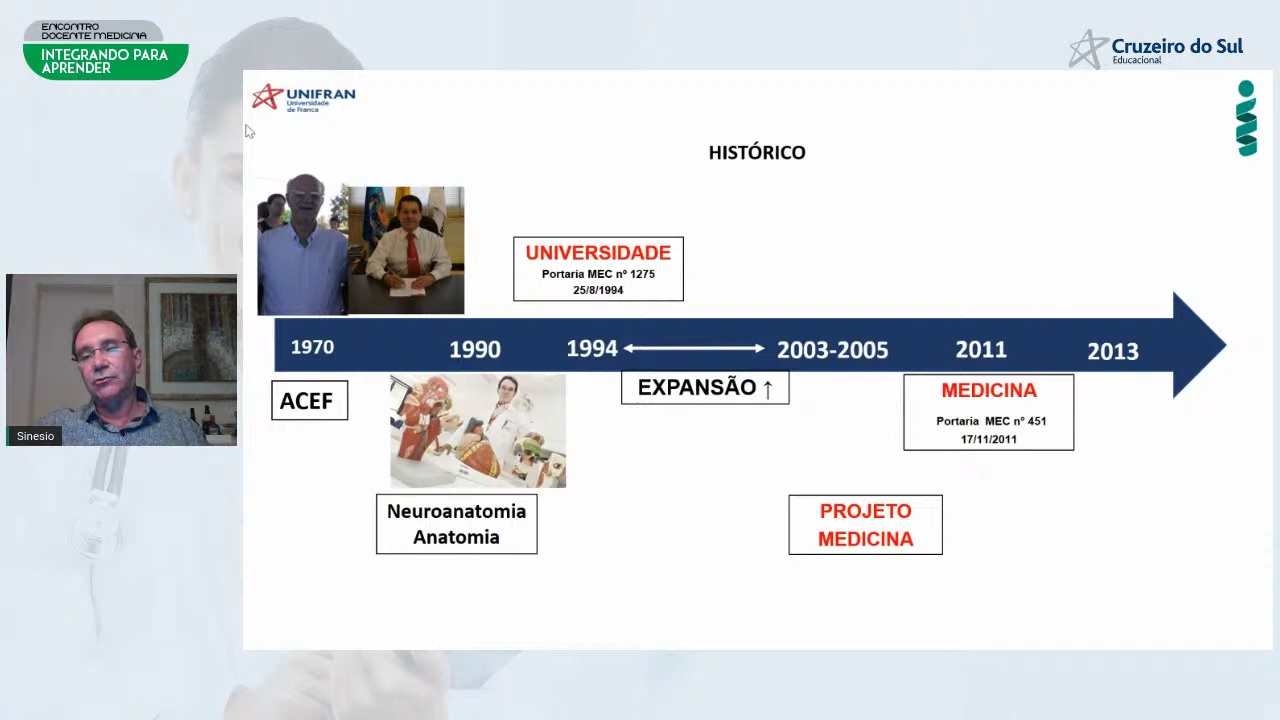 ENCONTRO
DOCENTE MEDICINA
INTEGRANDO PARA
APRENDER
Cruzeiro do Sul
Educacional
UNIFRAN
Universidade
de Franca
HISTÓRICO
UNIVERSIDADE
Portaria MEC nº 1275
25/8/1994
1970
1990
1994
2003-2005
2011
2013
ACEF
EXPANSÃO ↑
MEDICINA
Portaria MEC nº 451
17/11/2011
Sinesio
Neuroanatomia
Anatomia
PROJETO
MEDICINA